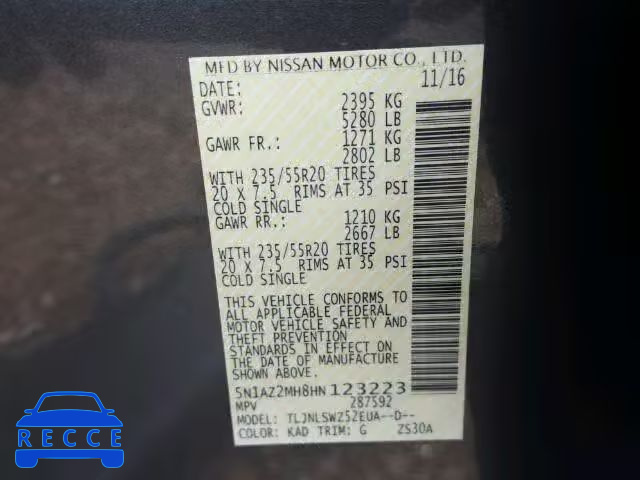 MFD BY NISSAN MOTOR CO., LTD.
DATE: 11/16
GVWR: 2395 KG
5280 LB
GAWR FR.: 1271 KG
2802 LB
WITH 235/55R20 TIRES
20 X 7.5 RIMS AT 35 PSI
COLD SINGLE
GAWR RR.: 1210 KG
2667 LB
WITH 235/55R20 TIRES
20 X 7.5 RIMS AT 35 PSI
COLD SINGLE
THIS VEHICLE CONFORMS TO
ALL APPLICABLE FEDERAL
MOTOR VEHICLE SAFETY AND
THEFT PREVENTION
STANDARDS IN EFFECT ON
THE DATE OF MANUFACTURE
SHOWN ABOVE.
5N1AZ2MH8HN 123223
MPV 287592
MODEL: TLJNLSWZ52EUA--D--
COLOR: KAD TRIM: G ZS30A
RECCE